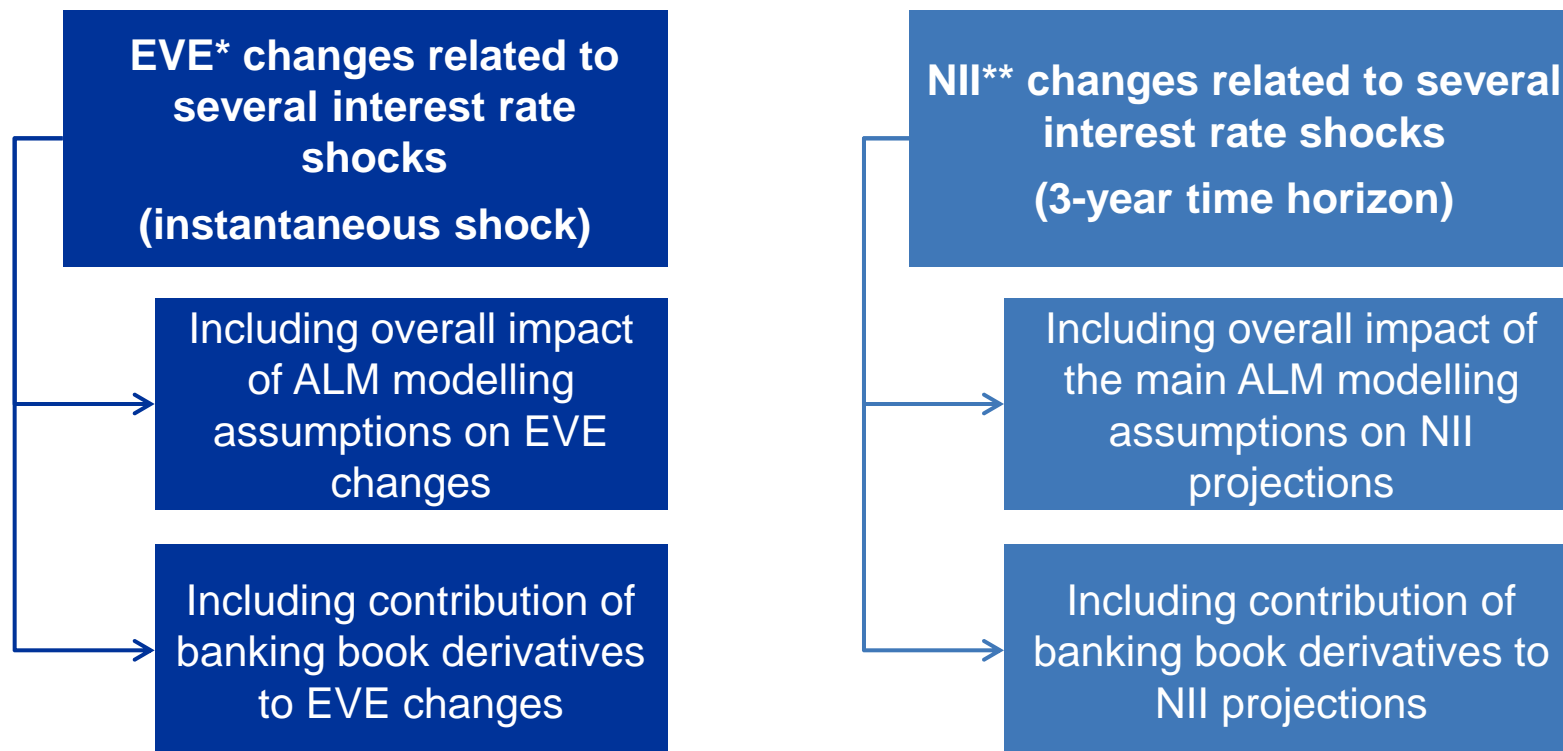 EVE* changes related to
several interest rate
shocks
(instantaneous shock)
Including overall impact
of ALM modelling
assumptions on EVE
changes
Including contribution of
banking book derivatives
to EVE changes
NII** changes related to several
interest rate shocks
(3-year time horizon)
Including overall impact of
the main ALM modelling
assumptions on NII
projections
Including contribution of
banking book derivatives to
NII projections